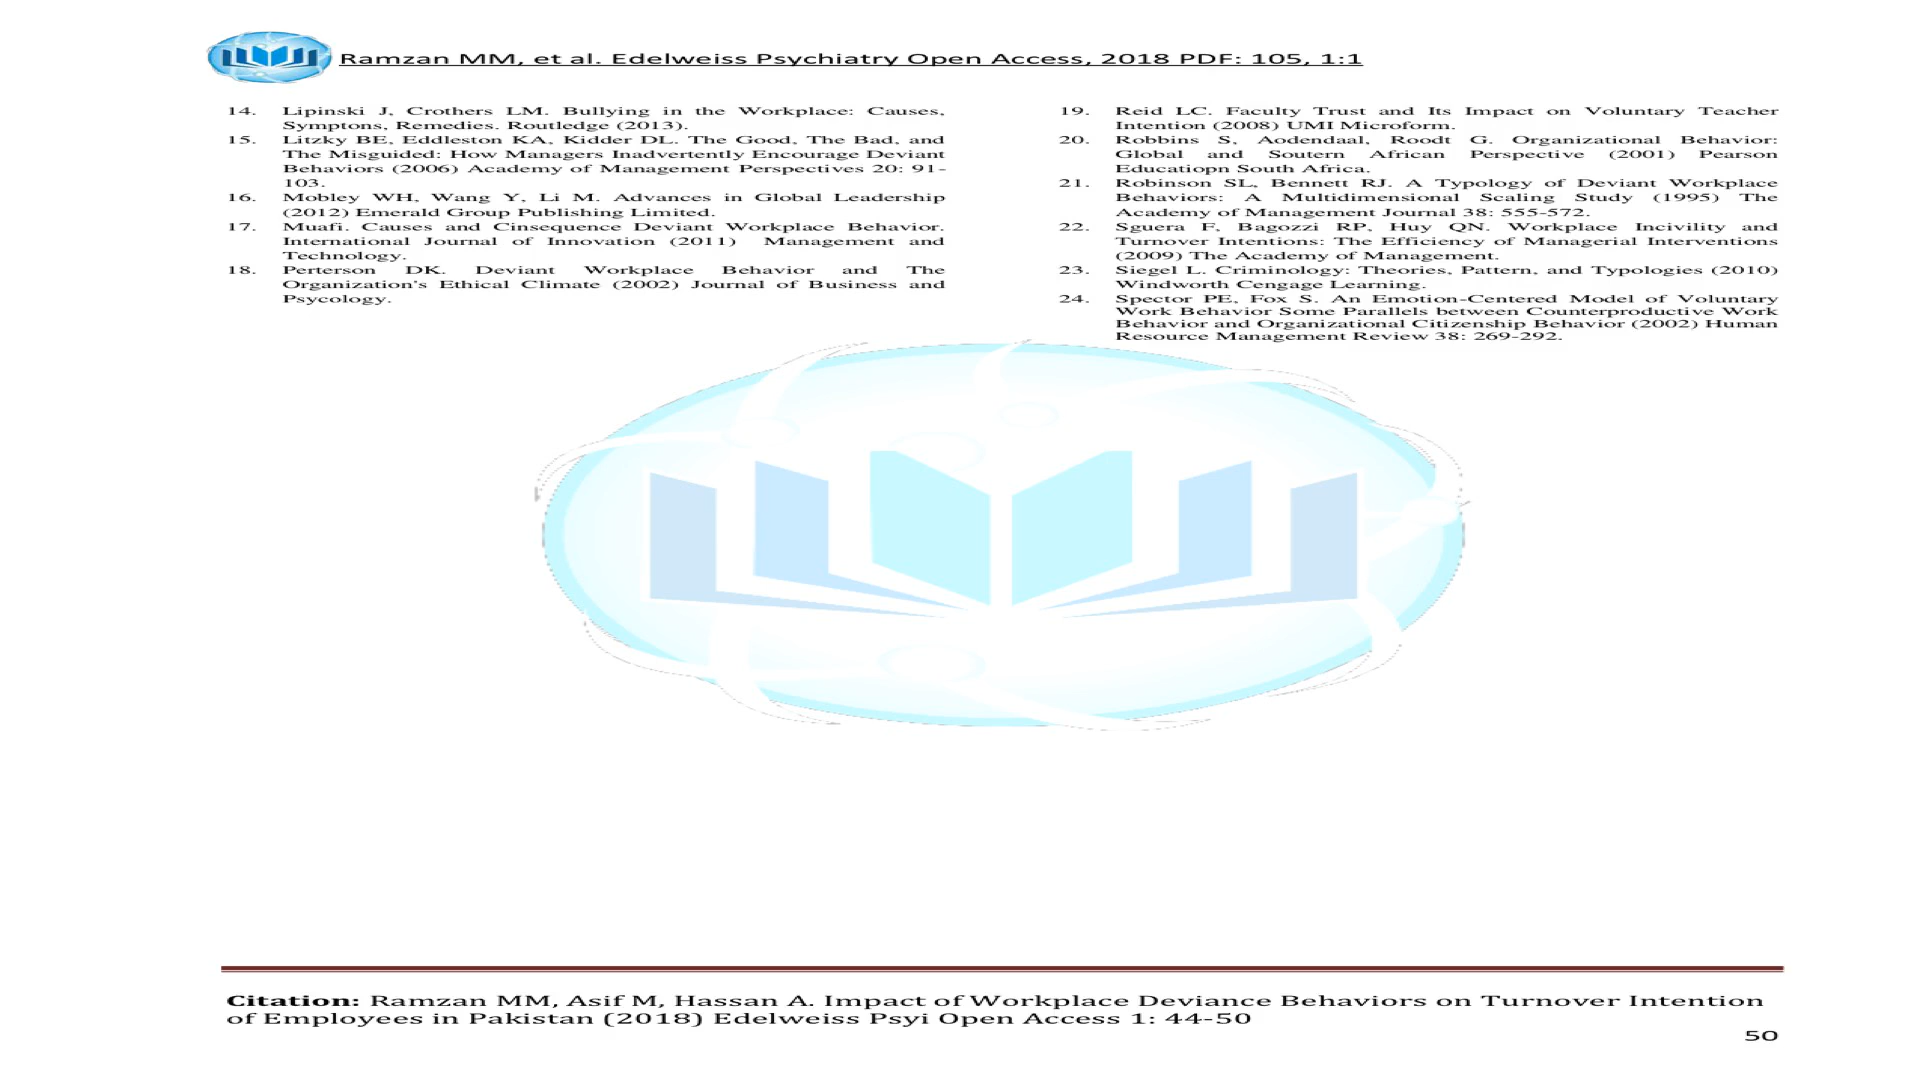 Ramzan MM, et al. Edelweiss Psychiatry Open Access, 2018 PDF: 105, 1:1
14. Lipinski J, Crothers LM. Bullying in the Workplace: Causes,
Symptons, Remedies. Routledge (2013).
15. Litzky BE, Eddleston KA, Kidder DL. The Good, The Bad, and
The Misguided: How Managers Inadvertently Encourage Deviant
Behaviors (2006) Academy of Management Perspectives 20: 91-
103.
16. Mobley WH, Wang Y, Li M. Advances in Global Leadership
(2012) Emerald Group Publishing Limited.
17. Muafi. Causes and Cinsequence Deviant Workplace Behavior.
International Journal of Innovation (2011) Management and
Technology.
18. Perterson DK. Deviant Workplace Behavior and The
Organization's Ethical Climate (2002) Journal of Business and
Psycology.
19. Reid LC. Faculty Trust and Its Impact on Voluntary Teacher
Intention (2008) UMI Microform.
20. Robbins S, Aodendaal, Roodt G. Organizational Behavior:
Global and Soutern African Perspective (2001) Pearson
Educatiopn South Africa.
21. Robinson SL, Bennett RJ. A Typology of Deviant Workplace
Behaviors: A Multidimensional Scaling Study (1995) The
Academy of Management Journal 38: 555-572.
22. Sguera F, Bagozzi RP, Huy QN. Workplace Incivility and
Turnover Intentions: The Efficiency of Managerial Interventions
(2009) The Academy of Management.
23. Siegel L. Criminology: Theories, Pattern, and Typologies (2010)
Windworth Cengage Learning.
24. Spector PE, Fox S. An Emotion-Centered Model of Voluntary
Work Behavior Some Parallels between Counterproductive Work
Behavior and Organizational Citizenship Behavior (2002) Human
Resource Management Review 38: 269-292.
Citation: Ramzan MM, Asif M, Hassan A. Impact of Workplace Deviance Behaviors on Turnover Intention
of Employees in Pakistan (2018) Edelweiss Psyi Open Access 1: 44-50
50